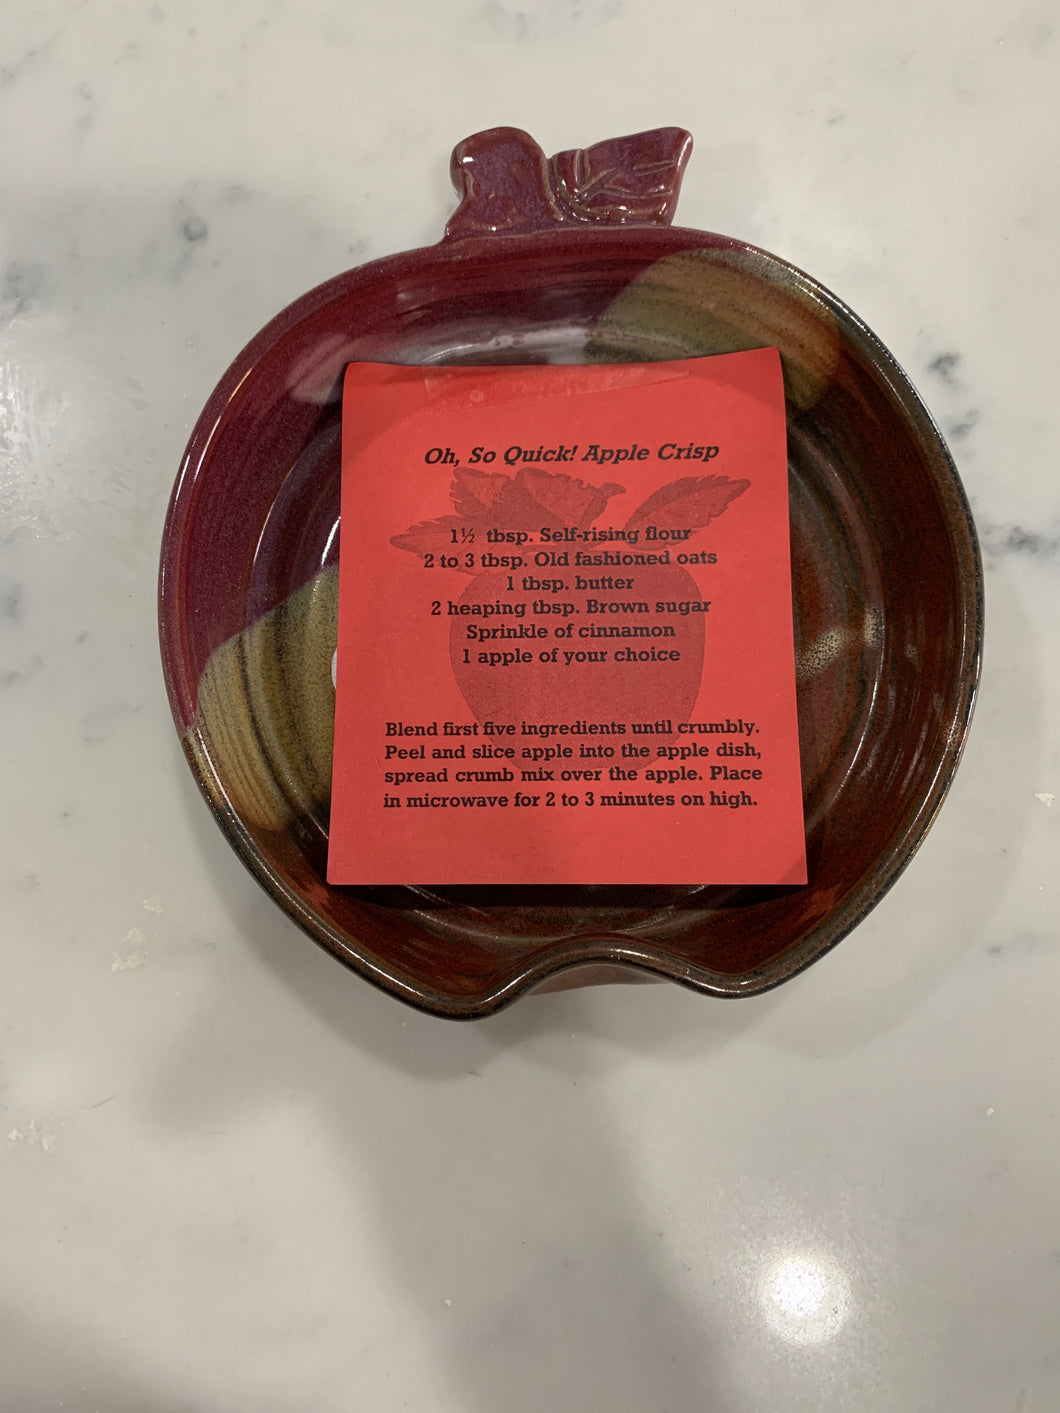 Oh, So Quick! Apple Crisp
1½ tbsp. Self-rising flour
2 to 3 tbsp. Old fashioned oats
1 tbsp. butter
2 heaping tbsp. Brown sugar
Sprinkle of cinnamon
1 apple of your choice
Blend first five ingredients until crumbly.
Peel and slice apple into the apple dish,
spread crumb mix over the apple. Place
in microwave for 2 to 3 minutes on high.